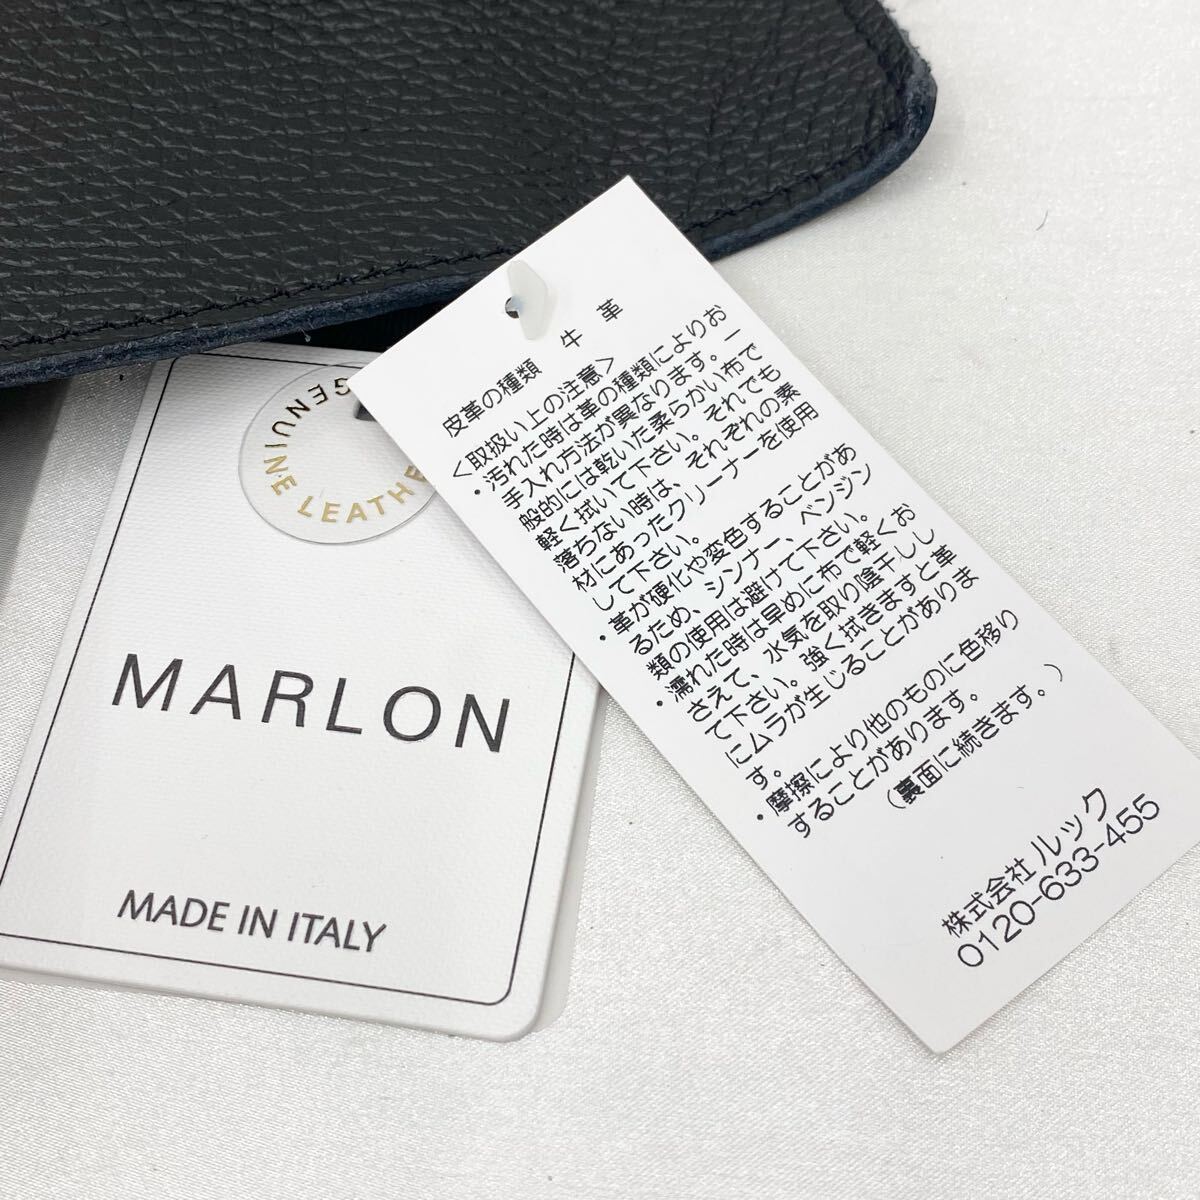 GENUINE LEATHE
MARLON
MADE IN ITALY
皮革の種類 牛 革
<取扱い上の注意>
・汚れた時は革の種類によりお
手入れ方法が異なります。一
般的には乾いた柔らかい布で
軽く拭いて下さい。それでも
落ちない時は、それぞれの素
材にあったクリーナーを使用
して下さい。
・革が硬化や変色することがあ
るため、シンナー、ベンジン
類の使用は避けて下さい。
・濡れた時は早めに布で軽くお
さえて、水気を取り陰干しし
て下さい。強く拭きますと革
にムラが生じることがありま
す。
・摩擦により他のものに色移り
することがあります。
(裏面に続きます。)
株式会社 ルック
0120-633-455